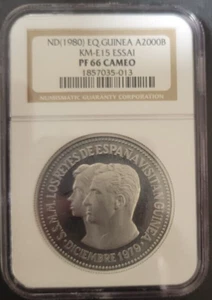 ND(1980) EQ.GUINEA A2000B
KM-E15 ESSAI
PF 66 CAMEO
1857035-013
NUMISMATIC GUARANTY CORPORATION
S.S.M.M. LOS REYES DE ESPAÑA VISITAN GUINEA
DICIEMBRE 1979